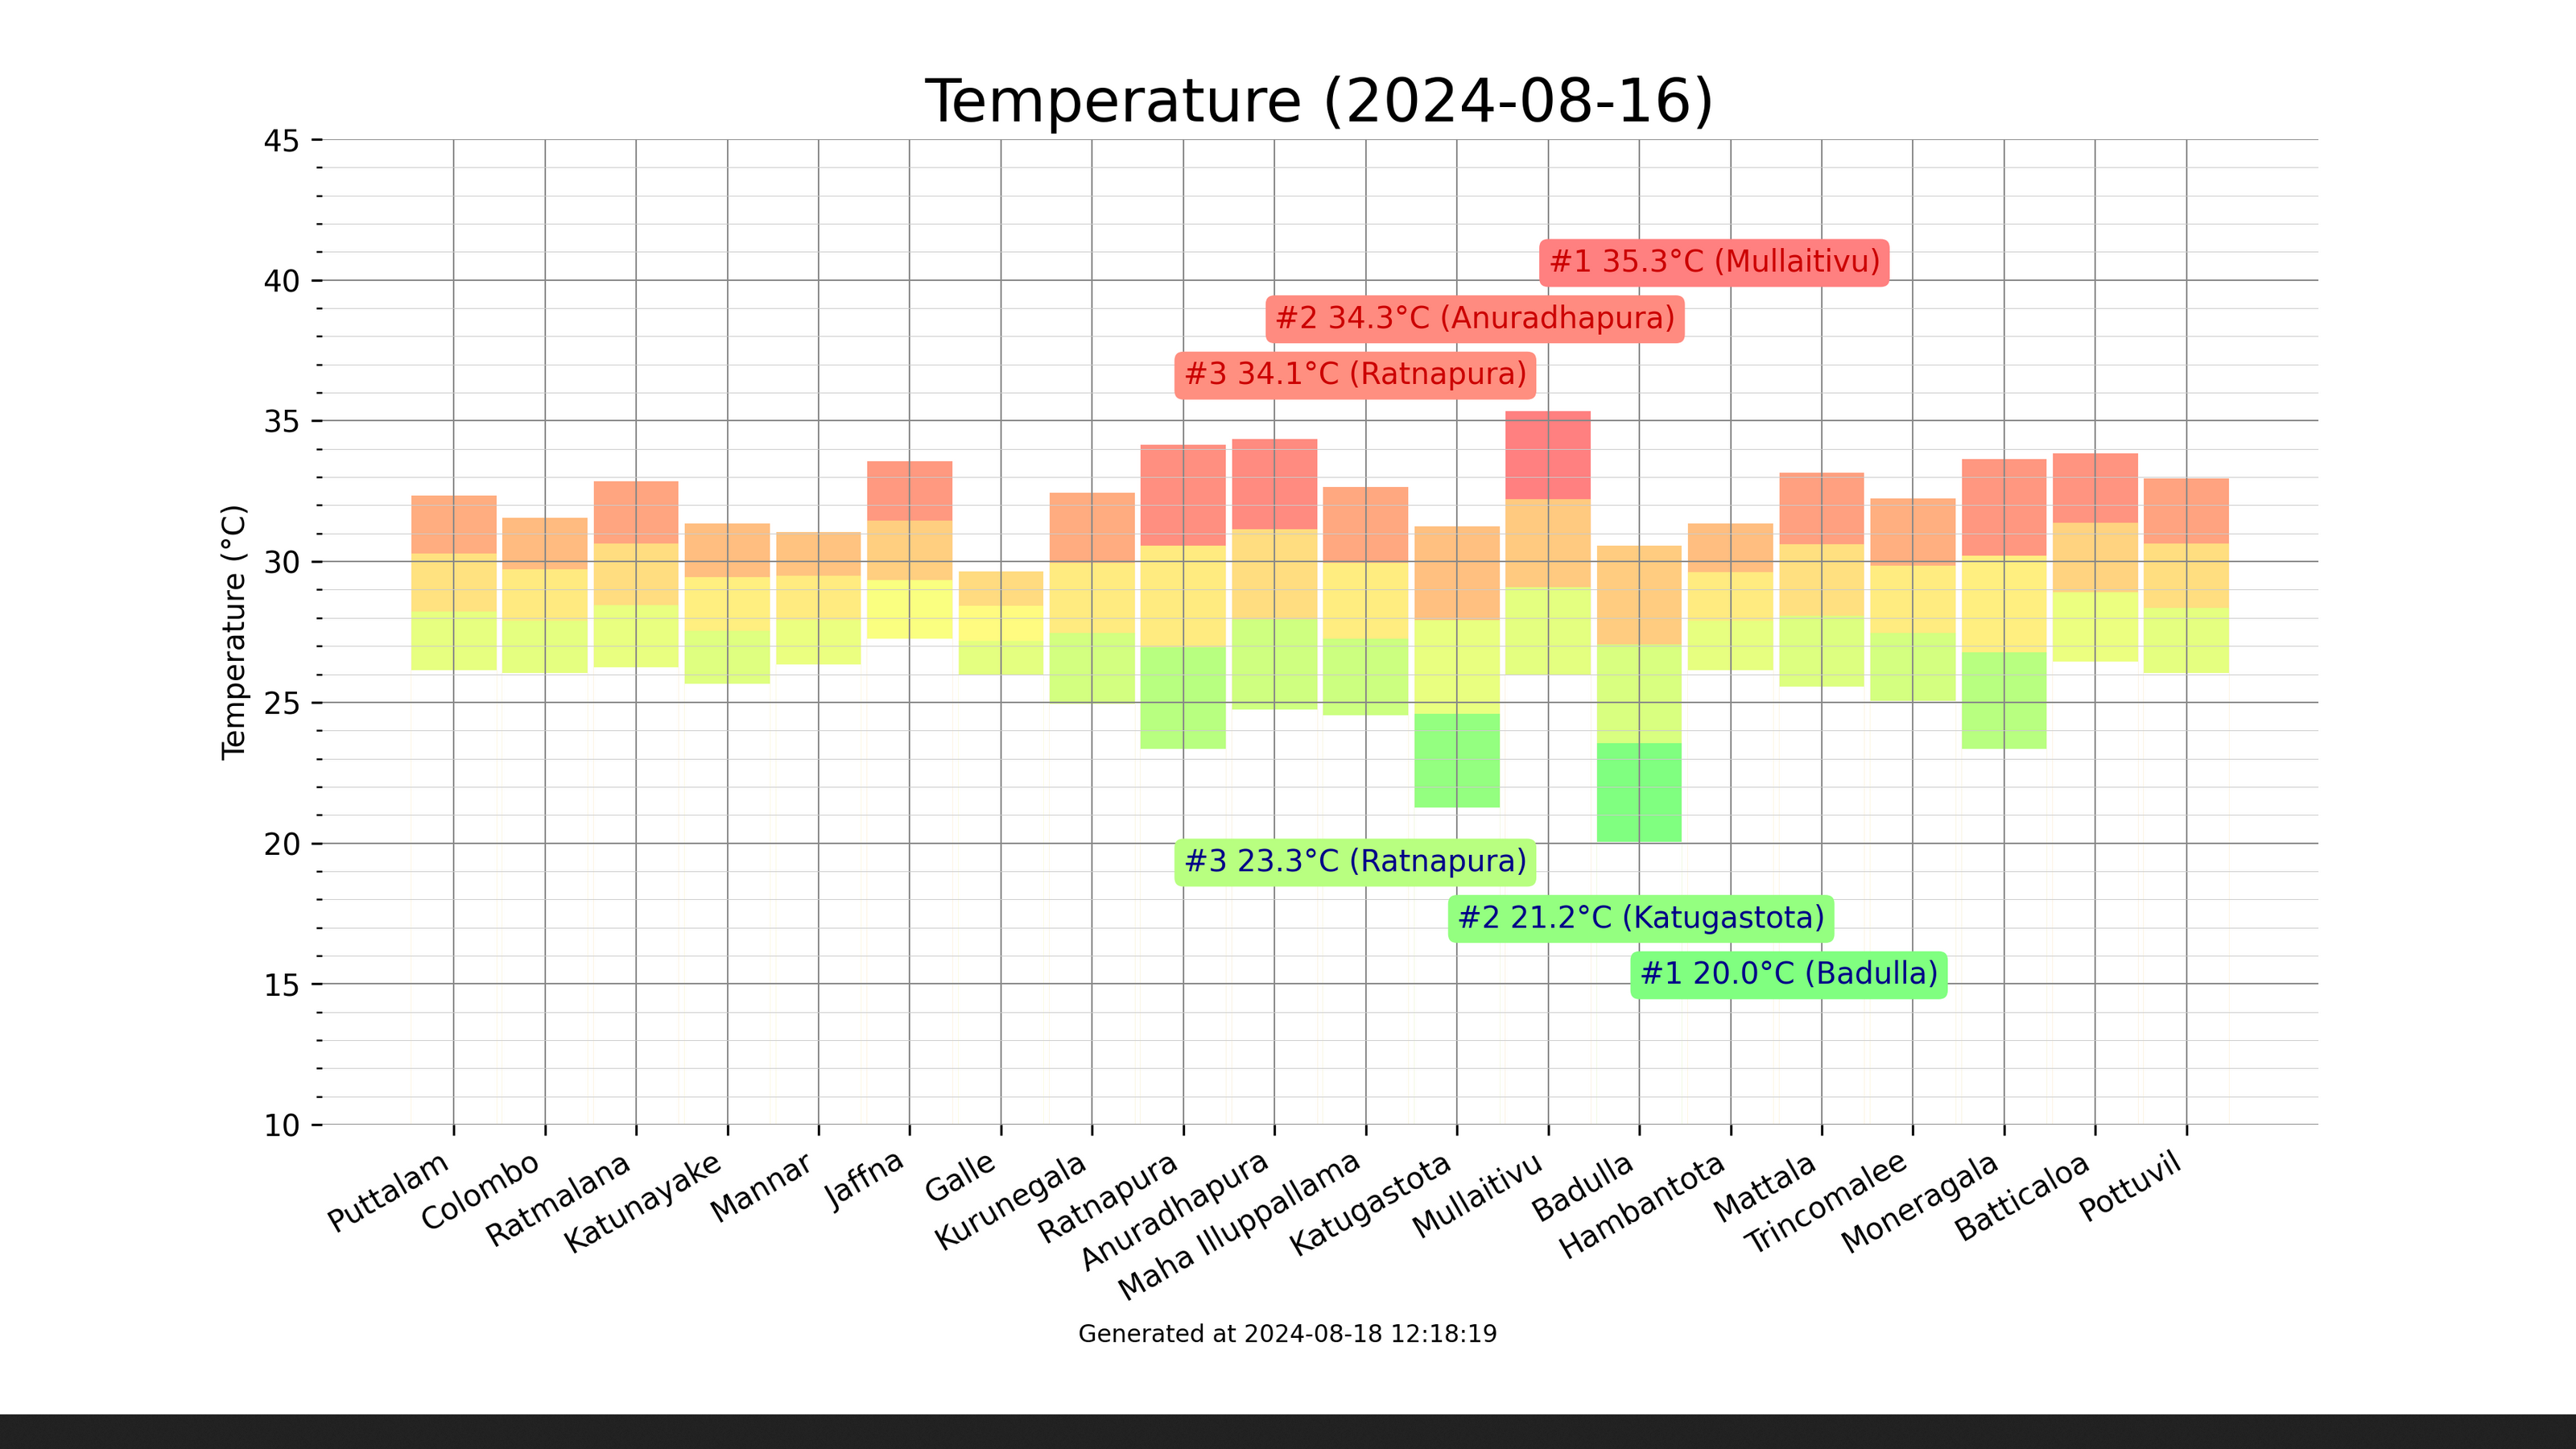 Temperature (2024-08-16)
45
40
35
30
25
20
15
10
Temperature (°C)
#1 35.3°C (Mullaitivu)
#2 34.3°C (Anuradhapura)
#3 34.1°C (Ratnapura)
#3 23.3°C (Ratnapura)
#2 21.2°C (Katugastota)
#1 20.0°C (Badulla)
Puttalam
Colombo
Ratmalana
Katunayake
Mannar
Jaffna
Galle
Kurunegala
Ratnapura
Anuradhapura
Maha Illuppallama
Katugastota
Mullaitivu
Badulla
Hambantota
Mattala
Trincomalee
Moneragala
Batticaloa
Pottuvil
Generated at 2024-08-18 12:18:19